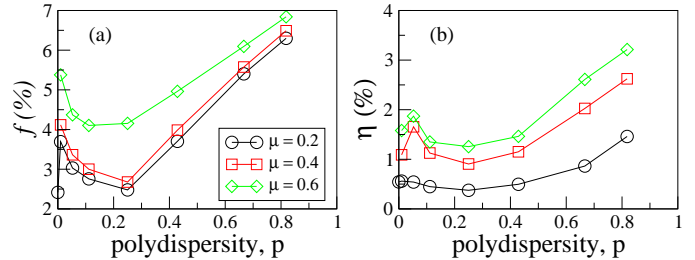 7
6
5
4
3
2
f (%)
(a)
μ = 0.2
μ = 0.4
μ = 0.6
0 0.2 0.4 0.6 0.8 1
polydispersity, p
4
3
2
1
0
η (%)
(b)
0 0.2 0.4 0.6 0.8 1
polydispersity, p